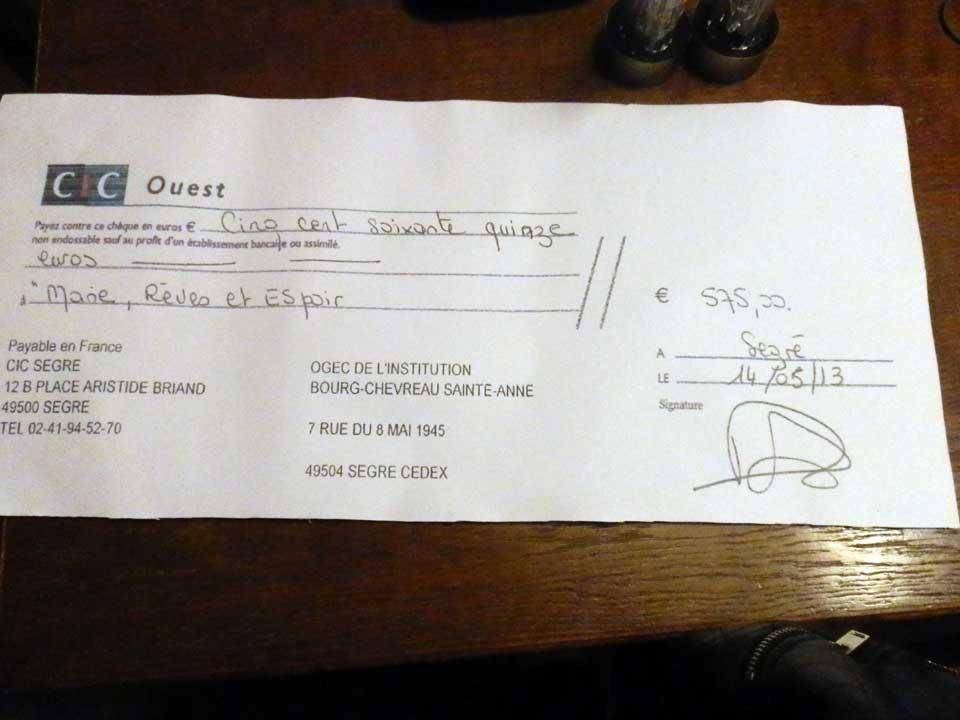 CIC Ouest
Payez contre ce chèque en euros € Cinq cent soixante quinze
non endossable sauf au profit d'un établissement bancaire ou assimilé.
euros
à "Marie, Rêves et Espoir
€ 575,00.
A Segré
LE 14/05/13
Signature
Payable en France
CIC SEGRE
12 B PLACE ARISTIDE BRIAND
49500 SEGRE
TEL 02-41-94-52-70
OGEC DE L'INSTITUTION
BOURG-CHEVREAU SAINTE-ANNE
7 RUE DU 8 MAI 1945
49504 SEGRE CEDEX